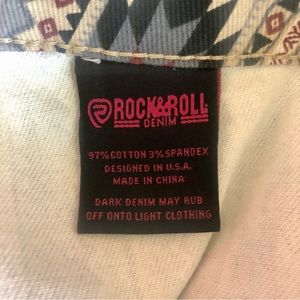 ROCK&ROLL
DENIM
97% COTTON 3% SPANDEX
DESIGNED IN U.S.A.
MADE IN CHINA
DARK DENIM MAY RUB
OFF ONTO LIGHT CLOTHING